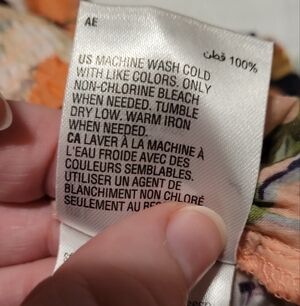 AE
100% قطن
US MACHINE WASH COLD
WITH LIKE COLORS. ONLY
NON-CHLORINE BLEACH
WHEN NEEDED. TUMBLE
DRY LOW. WARM IRON
WHEN NEEDED.
CA LAVER À LA MACHINE À
L'EAU FROIDE AVEC DES
COULEURS SEMBLABLES.
UTILISER UN AGENT DE
BLANCHIMENT NON CHLORÉ
SEULEMENT AU